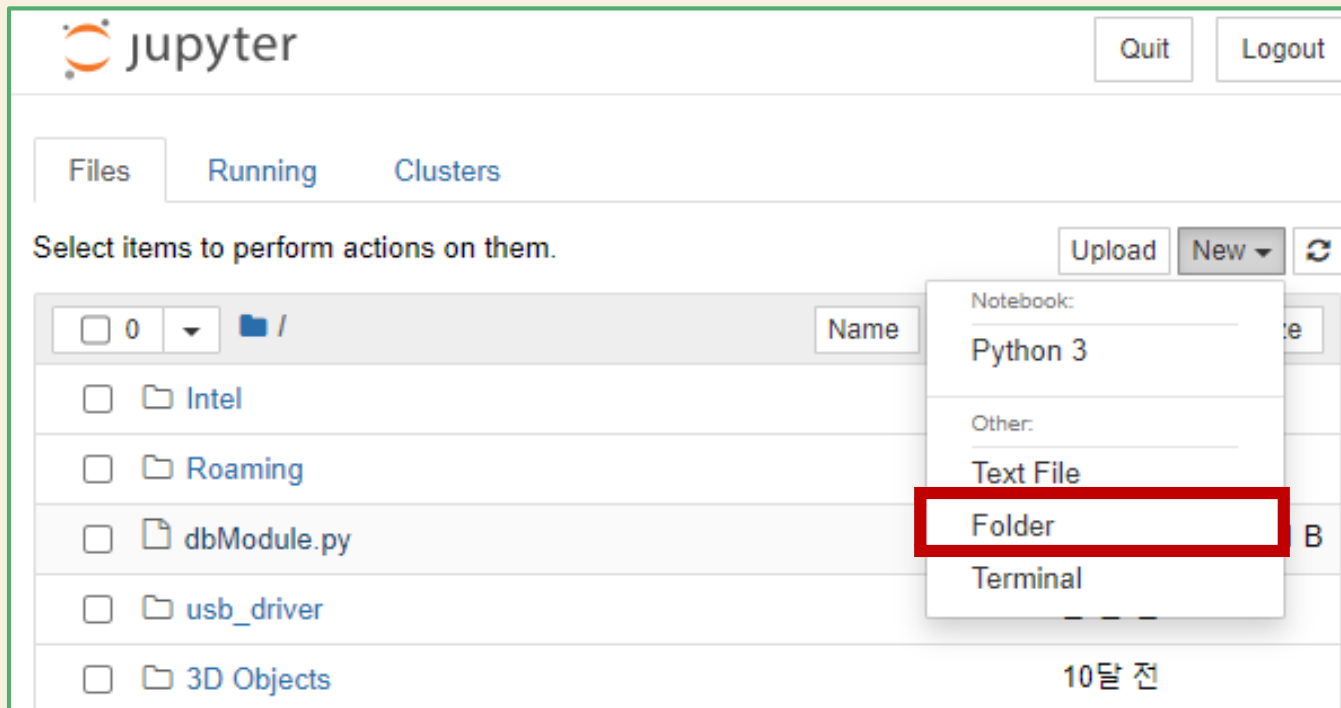 jupyter
Quit
Logout
Files
Running
Clusters
Select items to perform actions on them.
Upload
New
0
/
Name
Notebook:
Python 3
Other:
Text File
Folder
Terminal
Intel
Roaming
dbModule.py
B
usb_driver
3D Objects
10달 전